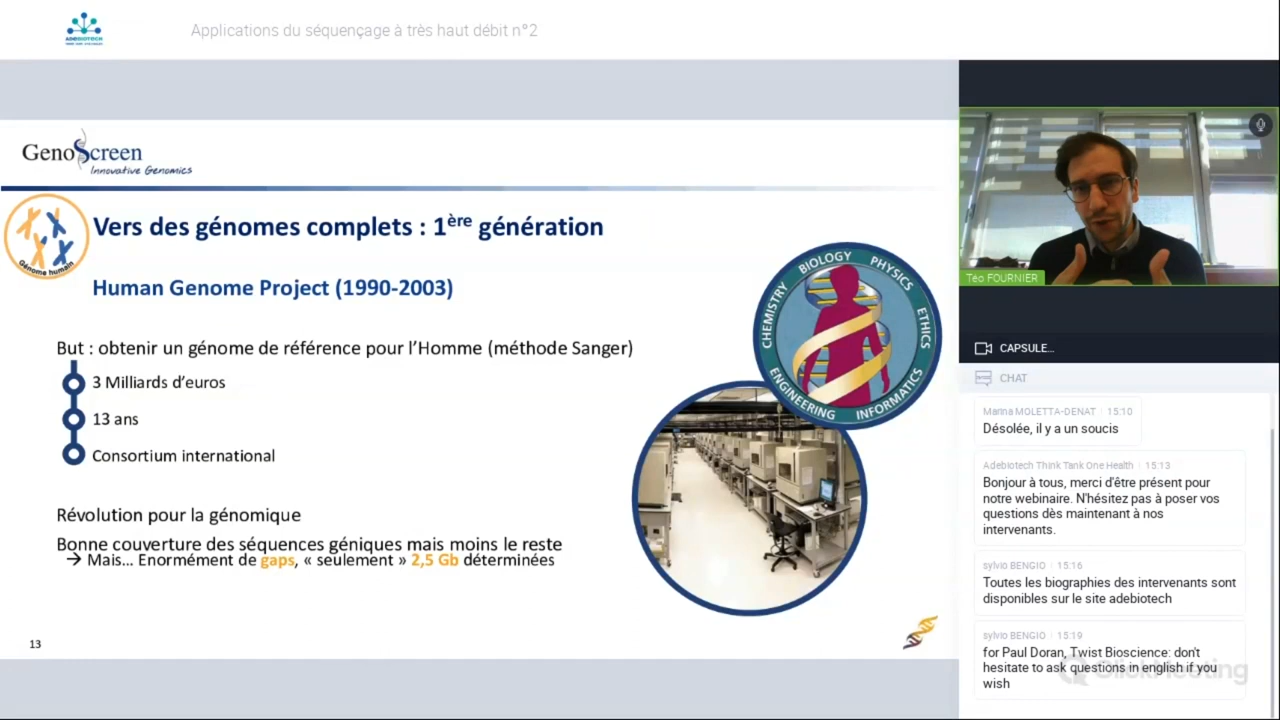 ADEBIOTECH
Applications du séquençage à très haut débit n°2
GenoScreen
Innovative Genomics
Génome humain
Vers des génomes complets : 1ère génération
Human Genome Project (1990-2003)
But : obtenir un génome de référence pour l’Homme (méthode Sanger)
3 Milliards d’euros
13 ans
Consortium international
Révolution pour la génomique
Bonne couverture des séquences géniques mais moins le reste
→ Mais… Enormément de gaps, « seulement » 2,5 Gb déterminées
CHEMISTRY BIOLOGY PHYSICS ETHICS
ENGINEERING INFORMATICS
13
Téo FOURNIER
CAPSULE...
CHAT
Marina MOLETTA-DENAT 15:10
Désolée, il y a un soucis
Adebiotech Think Tank One Health 15:13
Bonjour à tous, merci d'être présent pour
notre webinaire. N'hésitez pas à poser vos
questions dès maintenant à nos
intervenants.
sylvio BENGIO 15:16
Toutes les biographies des intervenants sont
disponibles sur le site adebiotech
sylvio BENGIO 15:19
for Paul Doran, Twist Bioscience: don't
hesitate to ask questions in english if you
wish
ClickMeeting